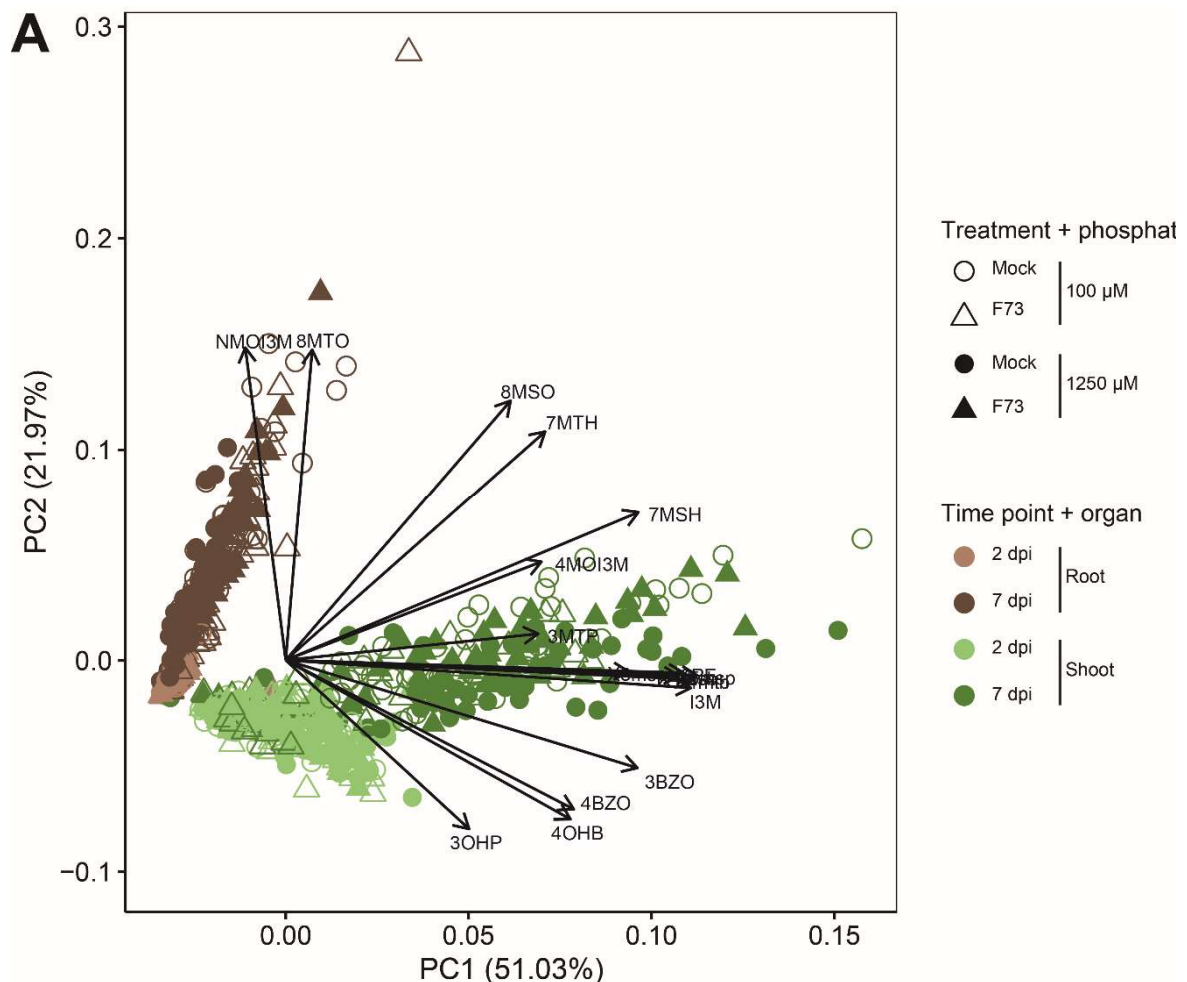 A
0.3
0.2
0.1
0.0
−0.1
PC2 (21.97%)
0.00
0.05
0.10
0.15
PC1 (51.03%)
NMOI3M
8MTO
8MSO
7MTH
7MSH
4MOI3M
3MTP
I3M
3BZO
4BZO
4OHB
3OHP
Treatment + phosphat
Mock
F73
100 µM
Mock
F73
1250 µM
Time point + organ
2 dpi
7 dpi
Root
2 dpi
7 dpi
Shoot